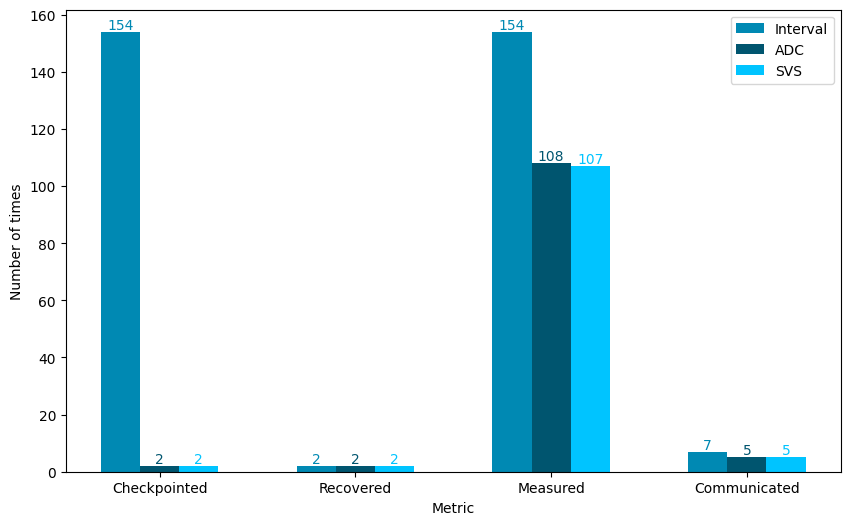 160
140
120
100
80
60
40
20
0
Number of times
154
2
2
2
2
2
154
108
107
7
5
5
Interval
ADC
SVS
Checkpointed
Recovered
Measured
Communicated
Metric